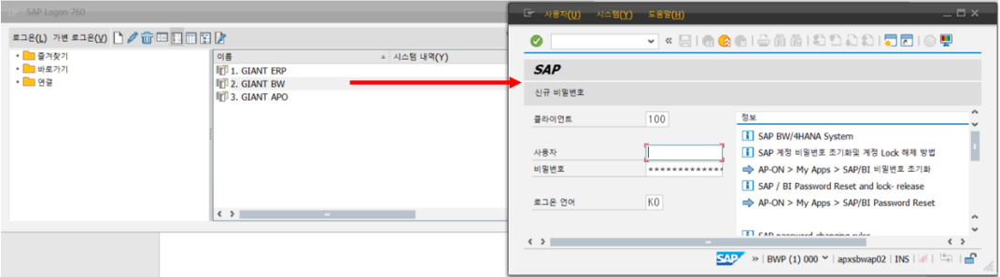 SAP Logon 760
로그온(L) 가변 로그온(V)
즐겨찾기
바로가기
연결
이름 시스템 내역(Y)
1. GIANT ERP
2. GIANT BW
3. GIANT APO
사용자(U) 시스템(Y) 도움말(H)
SAP
신규 비밀번호
클라이언트 100
사용자
비밀번호 *************
로그온 언어 KO
정보
SAP BW/4HANA System
SAP 계정 비밀번호 초기화및 계정 Lock 해제 방법
AP-ON > My Apps > SAP/BI 비밀번호 초기화
SAP / BI Password Reset and lock- release
AP-ON > My Apps > SAP/BI Password Reset
SAP password changing rules
SAP BWP (1) 000 apxsbwap02 INS